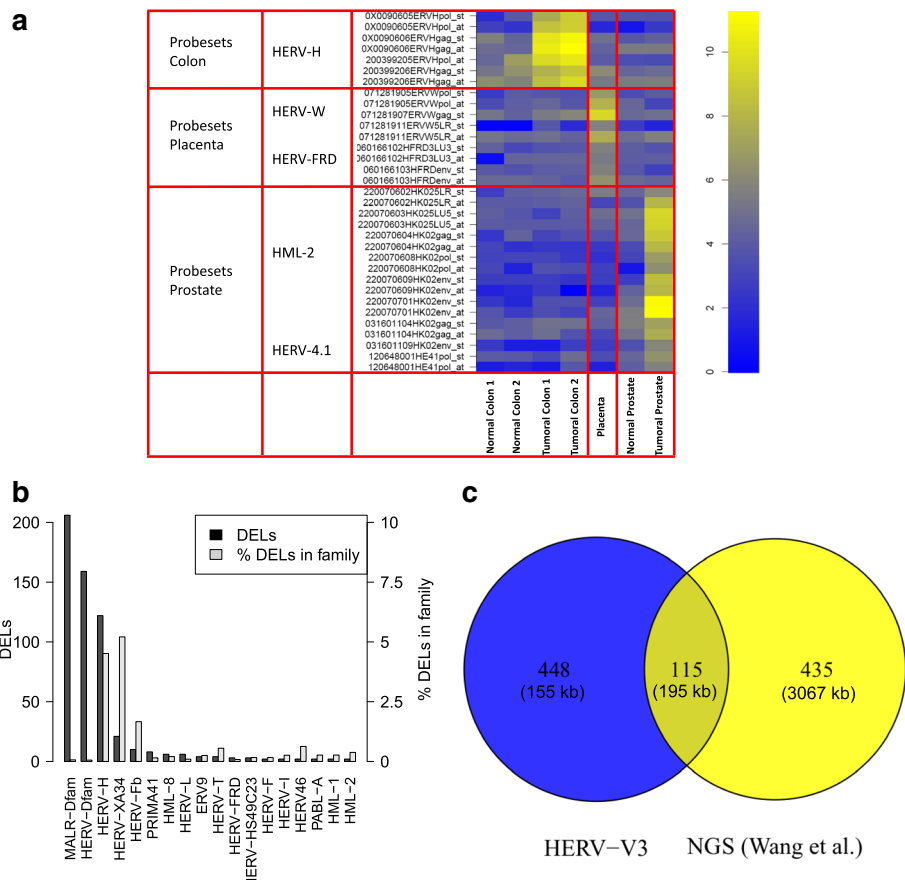 a
Probesets
Colon
HERV-H
0X0090605ERVHpol_st
0X0090605ERVHpol_at
0X0090606ERVHgag_st
0X0090606ERVHgag_at
200399205ERVHpol_at
200399206ERVHgag_st
200399206ERVHgag_at
Probesets
Placenta
HERV-W
HERV-FRD
071281905ERVWpol_st
071281905ERVWpol_at
071281907ERVWgag_st
071281911ERVW5LR_st
071281911ERVW5LR_at
060166102HFRD3LU3_st
060166102HFRD3LU3_at
060166103HFRDenv_st
060166103HFRDenv_at
Probesets
Prostate
HML-2
HERV-4.1
220070602HK025LR_st
220070602HK025LR_at
220070603HK025LU5_st
220070603HK025LU5_at
220070604HK02gag_st
220070604HK02gag_at
220070608HK02pol_st
220070608HK02pol_at
220070609HK02env_st
220070609HK02env_at
220070701HK02env_st
220070701HK02env_at
031601104HK02gag_st
031601104HK02gag_at
031601109HK02env_st
120648001HE41pol_st
120648001HE41pol_at
Normal Colon 1
Normal Colon 2
Tumoral Colon 1
Tumoral Colon 2
Placenta
Normal Prostate
Tumoral Prostate
10
8
6
4
2
0
b
DELs
% DELs in family
200
150
100
50
0
DELs
10
7.5
5
2.5
0
% DELs in family
MALR-Dfam
HERV-Dfam
HERV-H
HERV-XA34
HERV-Fb
PRIMA41
HML-8
HERV-L
ERV9
HERV-T
HERV-FRD
HERV-HS49C23
HERV-F
HERV-I
HERV46
PABL-A
HML-1
HML-2
c
448
(155 kb)
115
(195 kb)
435
(3067 kb)
HERV−V3
NGS (Wang et al.)